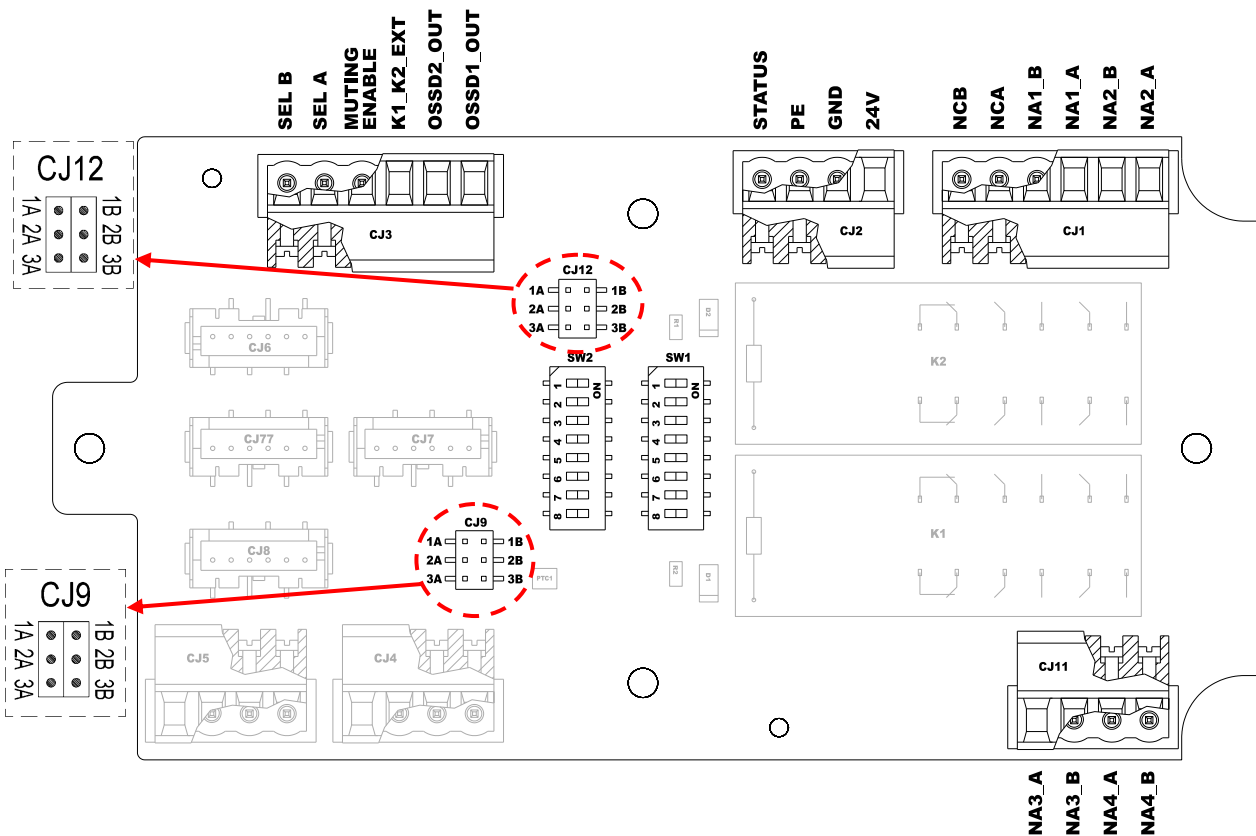 SEL B
SEL A
MUTING
ENABLE
K1_K2_EXT
OSSD2_OUT
OSSD1_OUT
STATUS
PE
GND
24V
NCB
NCA
NA1_B
NA1_A
NA2_B
NA2_A
CJ12
1A 2A 3A
1B 2B 3B
CJ3
CJ2
CJ1
CJ12
1A 1B
2A 2B
3A 3B
R1
D2
CJ6
K2
SW2
ON
1
2
3
4
5
6
7
8
SW1
ON
1
2
3
4
5
6
7
8
CJ77
CJ7
CJ9
1A 1B
2A 2B
3A 3B
CJ8
PTC1
R2
D1
K1
CJ9
1A 2A 3A
1B 2B 3B
CJ5
CJ4
CJ11
NA3_A
NA3_B
NA4_A
NA4_B